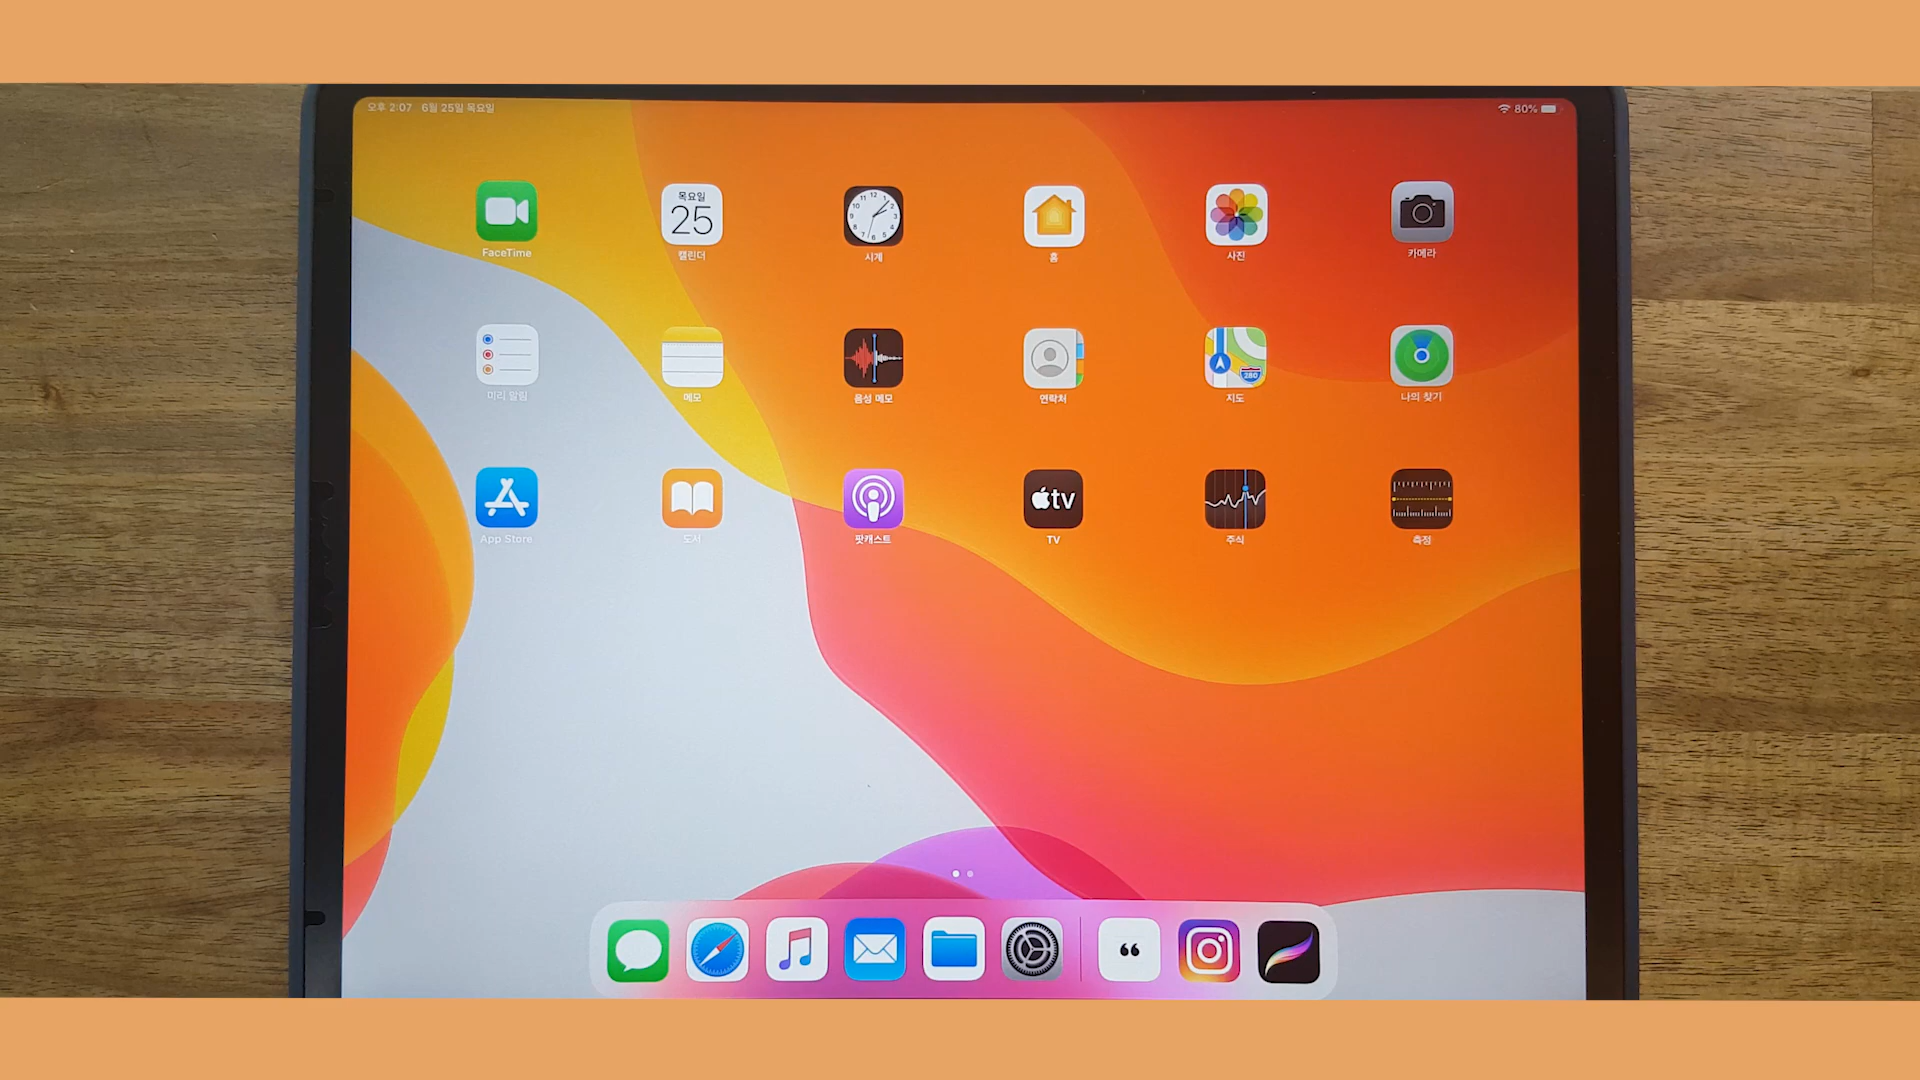 오후 2:07 6월 25일 목요일
80%
목요일
25
FaceTime
캘린더
시계
홈
사진
카메라
280
미리 알림
메모
음성 메모
연락처
지도
나의 찾기
tv
App Store
도서
팟캐스트
TV
주식
측정